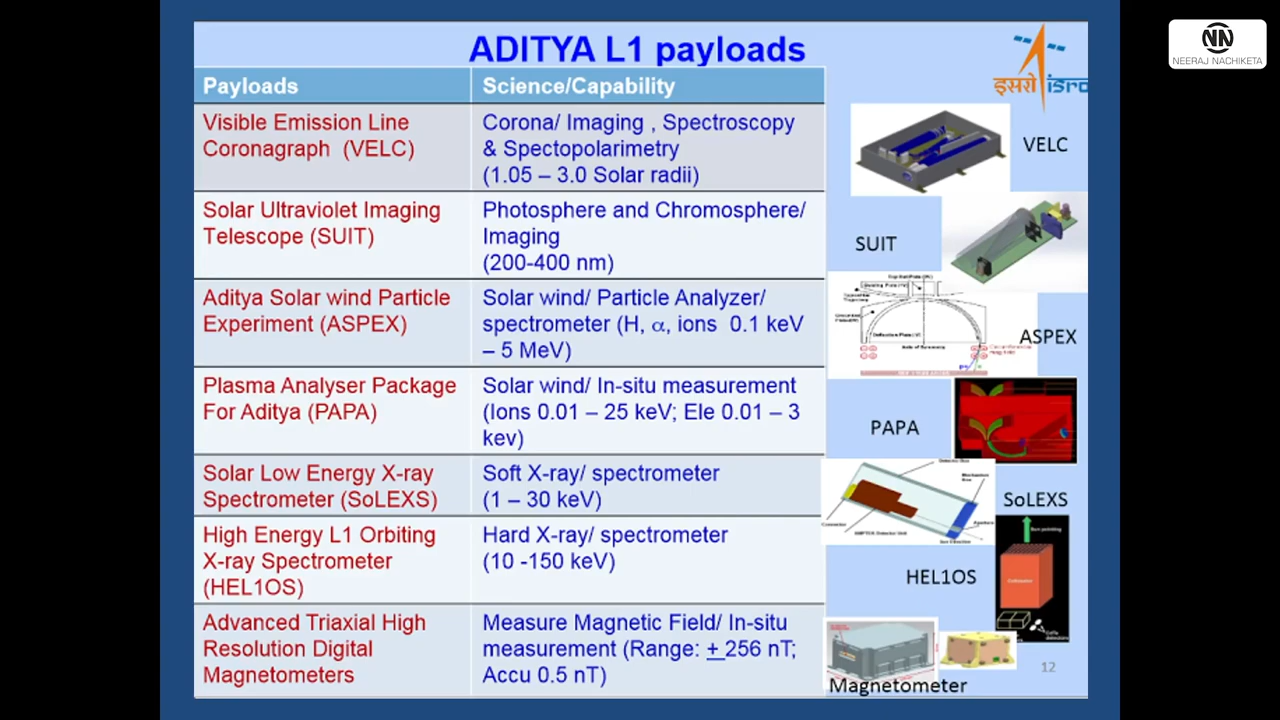 ADITYA L1 payloads
NN
NEERAJ NACHIKETA
इसरो isro
Payloads
Science/Capability
Visible Emission Line
Coronagraph (VELC)
Corona/ Imaging , Spectroscopy
& Spectopolarimetry
(1.05 – 3.0 Solar radii)
VELC
Solar Ultraviolet Imaging
Telescope (SUIT)
Photosphere and Chromosphere/
Imaging
(200-400 nm)
SUIT
Aditya Solar wind Particle
Experiment (ASPEX)
Solar wind/ Particle Analyzer/
spectrometer (H, α, ions 0.1 keV
– 5 MeV)
ASPEX
Plasma Analyser Package
For Aditya (PAPA)
Solar wind/ In-situ measurement
(Ions 0.01 – 25 keV; Ele 0.01 – 3
kev)
PAPA
Solar Low Energy X-ray
Spectrometer (SoLEXS)
Soft X-ray/ spectrometer
(1 – 30 keV)
SoLEXS
High Energy L1 Orbiting
X-ray Spectrometer
(HEL1OS)
Hard X-ray/ spectrometer
(10 -150 keV)
HEL1OS
Advanced Triaxial High
Resolution Digital
Magnetometers
Measure Magnetic Field/ In-situ
measurement (Range: + 256 nT;
Accu 0.5 nT)
Magnetometer
12